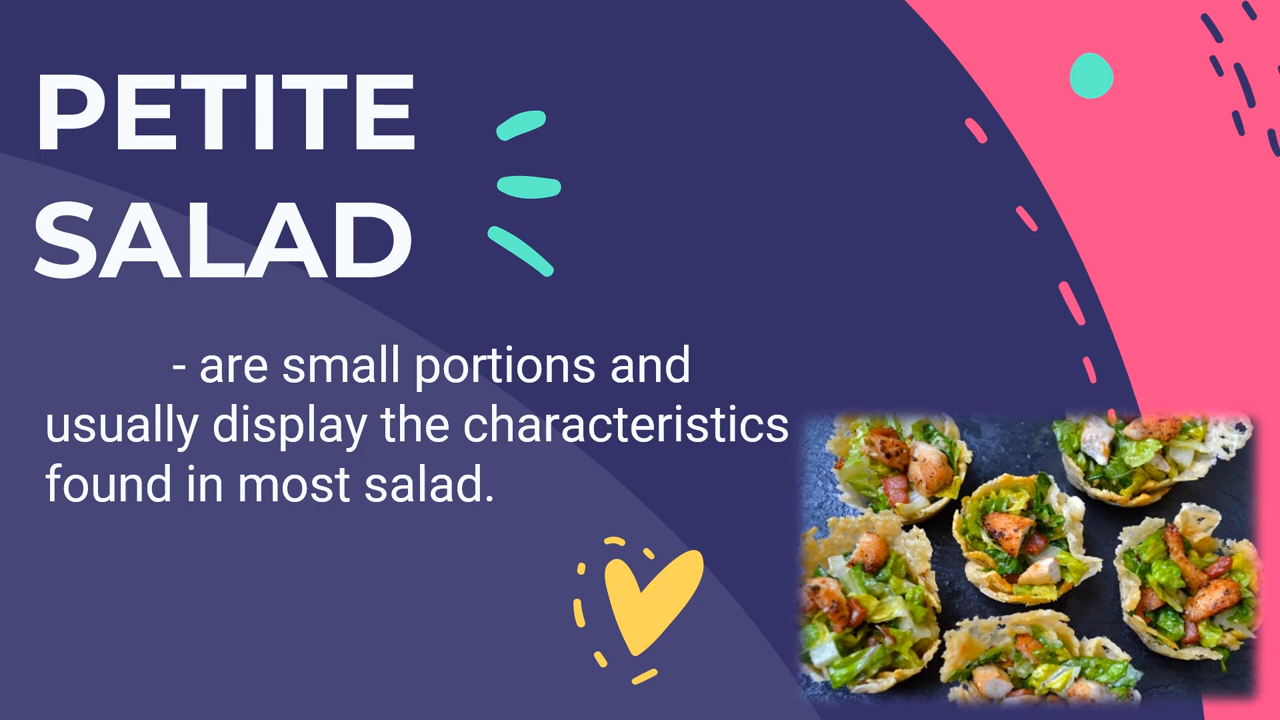 PETITE
SALAD
- are small portions and
usually display the characteristics
found in most salad.